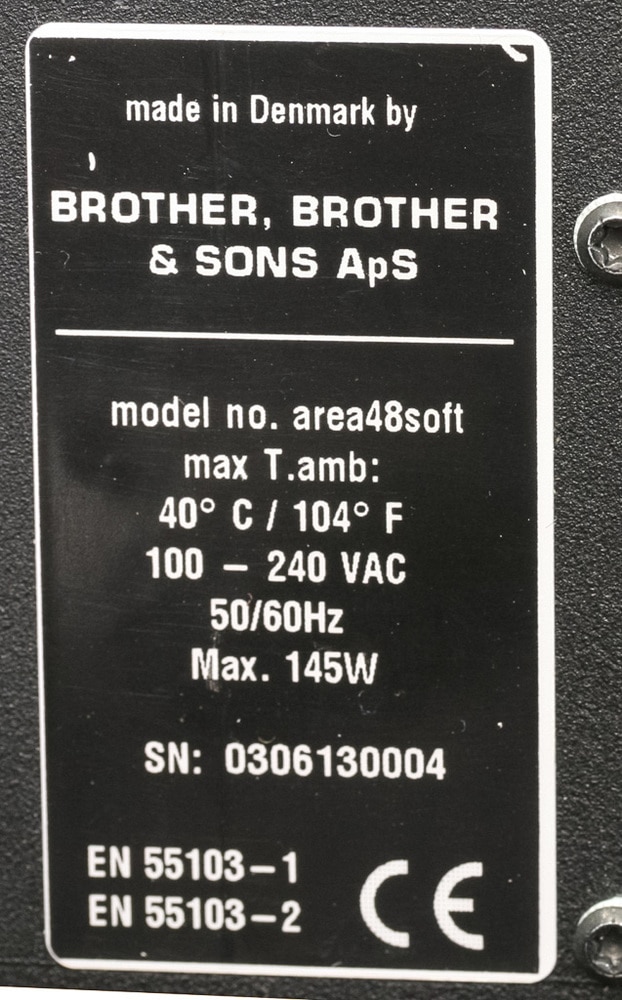 made in Denmark by
BROTHER, BROTHER
& SONS ApS
model no. area48soft
max T.amb:
40° C / 104° F
100 – 240 VAC
50/60Hz
Max. 145W
SN: 0306130004
EN 55103–1
EN 55103–2
CE